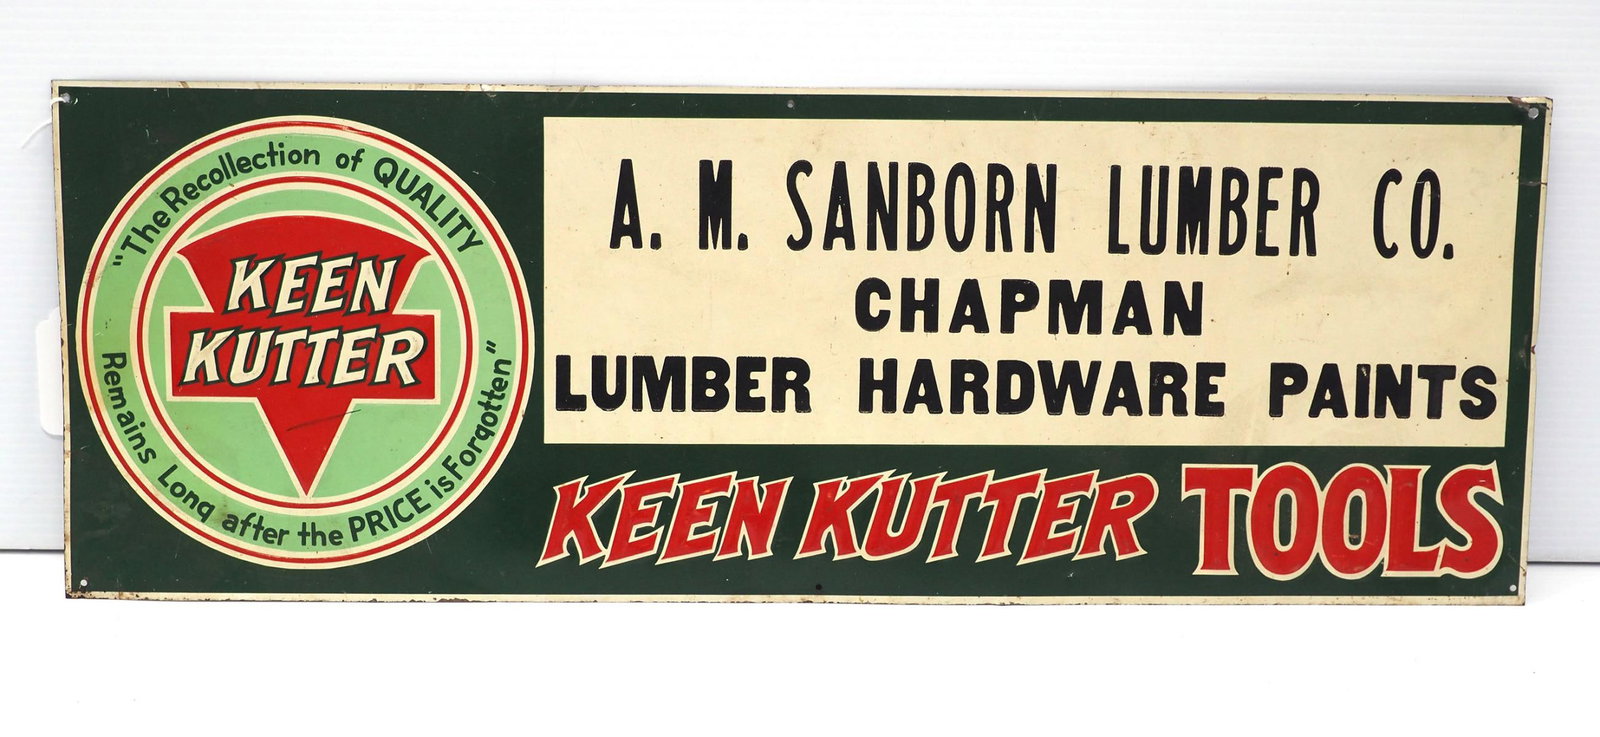 "The Recollection of QUALITY
Remains Long after the PRICE is Forgotten"
KEEN
KUTTER
A. M. SANBORN LUMBER CO.
CHAPMAN
LUMBER HARDWARE PAINTS
KEEN KUTTER TOOLS